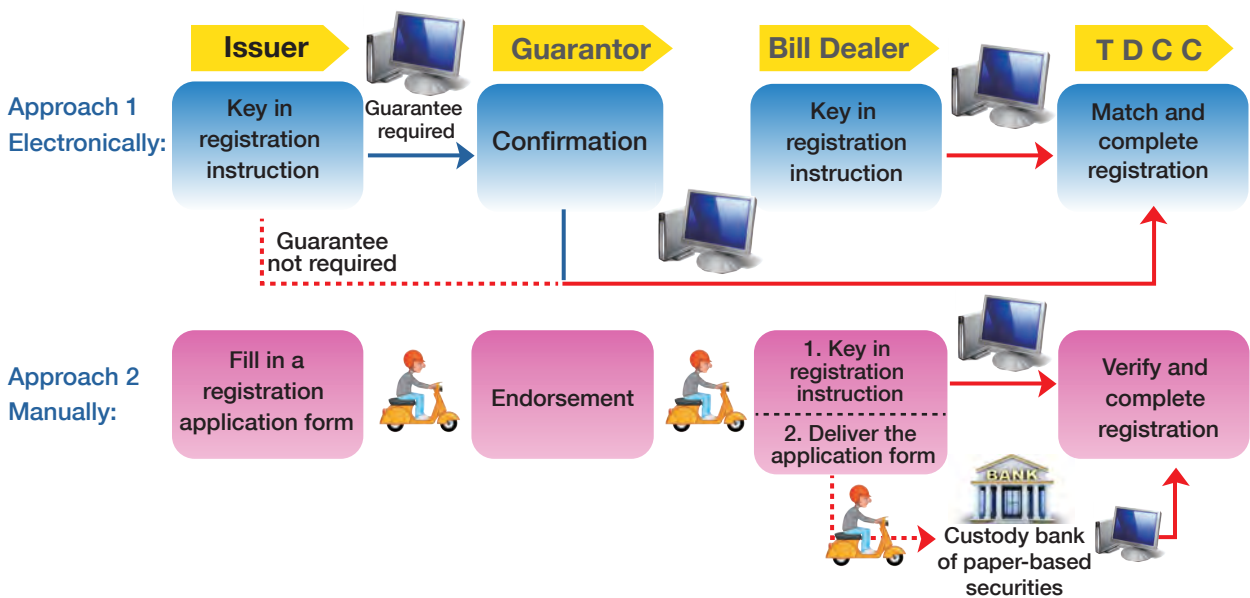 Issuer
Guarantor
Bill Dealer
T D C C
Approach 1
Electronically:
Key in
registration
instruction
Guarantee
required
Confirmation
Key in
registration
instruction
Match and
complete
registration
Guarantee
not required
Approach 2
Manually:
Fill in a
registration
application form
Endorsement
1. Key in
registration
instruction
2. Deliver the
application form
Verify and
complete
registration
BANK
Custody bank
of paper-based
securities